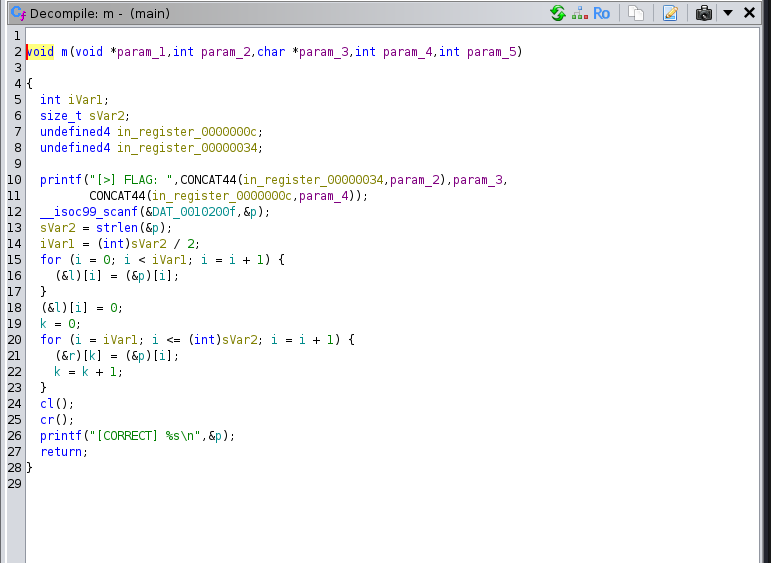 Decompile: m - (main)
Ro
1
2 void m(void *param_1,int param_2,char *param_3,int param_4,int param_5)
3
4 {
5 int iVar1;
6 size_t sVar2;
7 undefined4 in_register_0000000c;
8 undefined4 in_register_00000034;
9
10 printf("[>] FLAG: ",CONCAT44(in_register_00000034,param_2),param_3,
11 CONCAT44(in_register_0000000c,param_4));
12 __isoc99_scanf(&DAT_0010200f,&p);
13 sVar2 = strlen(&p);
14 iVar1 = (int)sVar2 / 2;
15 for (i = 0; i < iVar1; i = i + 1) {
16 (&l)[i] = (&p)[i];
17 }
18 (&l)[i] = 0;
19 k = 0;
20 for (i = iVar1; i <= (int)sVar2; i = i + 1) {
21 (&r)[k] = (&p)[i];
22 k = k + 1;
23 }
24 cl();
25 cr();
26 printf("[CORRECT] %s\n",&p);
27 return;
28 }
29